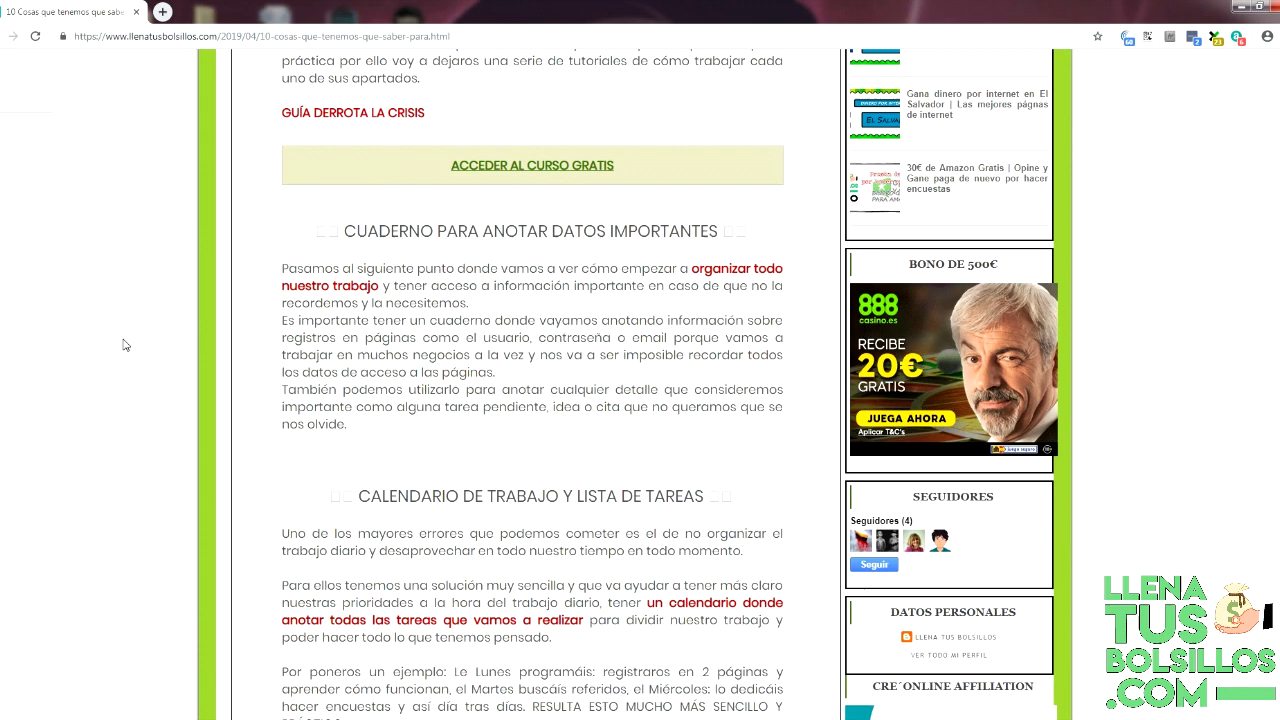 10 Cosas que tenemos que sabe
https://www.llenatusbolsillos.com/2019/04/10-cosas-que-tenemos-que-saber-para.html
práctica por ello voy a dejaros una serie de tutoriales de cómo trabajar cada
uno de sus apartados.
GUÍA DERROTA LA CRISIS
ACCEDER AL CURSO GRATIS
CUADERNO PARA ANOTAR DATOS IMPORTANTES
Pasamos al siguiente punto donde vamos a ver cómo empezar a organizar todo
nuestro trabajo y tener acceso a información importante en caso de que no la
recordemos y la necesitemos.
Es importante tener un cuaderno donde vayamos anotando información sobre
registros en páginas como el usuario, contraseña o email porque vamos a
trabajar en muchos negocios a la vez y nos va a ser imposible recordar todos
los datos de acceso a las páginas.
También podemos utilizarlo para anotar cualquier detalle que consideremos
importante como alguna tarea pendiente, idea o cita que no queramos que se
nos olvide.
CALENDARIO DE TRABAJO Y LISTA DE TAREAS
Uno de los mayores errores que podemos cometer es el de no organizar el
trabajo diario y desaprovechar en todo nuestro tiempo en todo momento.
Para ellos tenemos una solución muy sencilla y que va ayudar a tener más claro
nuestras prioridades a la hora del trabajo diario, tener un calendario donde
anotar todas las tareas que vamos a realizar para dividir nuestro trabajo y
poder hacer todo lo que tenemos pensado.
Por poneros un ejemplo: Le Lunes programáis: registraros en 2 páginas y
aprender cómo funcionan, el Martes buscáis referidos, el Miércoles; lo dedicáis
hacer encuestas y así día tras días. RESULTA ESTO MUCHO MÁS SENCILLO Y
Gana dinero por internet en El
Salvador | Las mejores págnas
de internet
30€ de Amazon Gratis | Opine y
Gane paga de nuevo por hacer
encuestas
BONO DE 500€
888
casino.es
RECIBE
20€
GRATIS
JUEGA AHORA
Aplicar T&C's
SEGUIDORES
Seguidores (4)
Seguir
DATOS PERSONALES
LLENA TUS BOLSILLOS
VER TODO MI PERFIL
CRE´ONLINE AFFILIATION
LLENA
TUS
BOLSILLOS
.COM